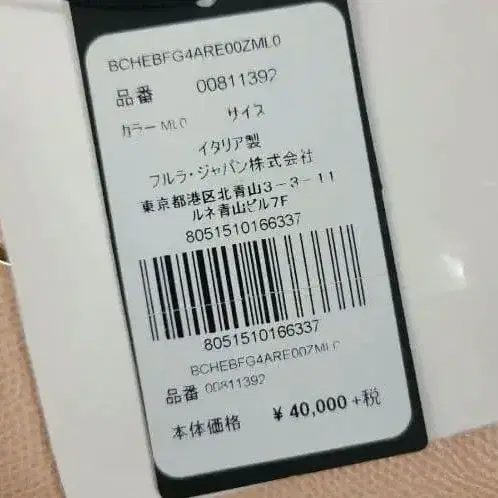 BCHEBFG4ARE00ZML0
品番 00811392
カラー ML0 サイズ
イタリア製
フルラ・ジャパン株式会社
東京都港区北青山3-3-11
ルネ青山ビル7F
8051510166337
8051510166337
BCHEBFG4ARE00ZML0
品番 00811392
本体価格 ¥ 40,000 +税